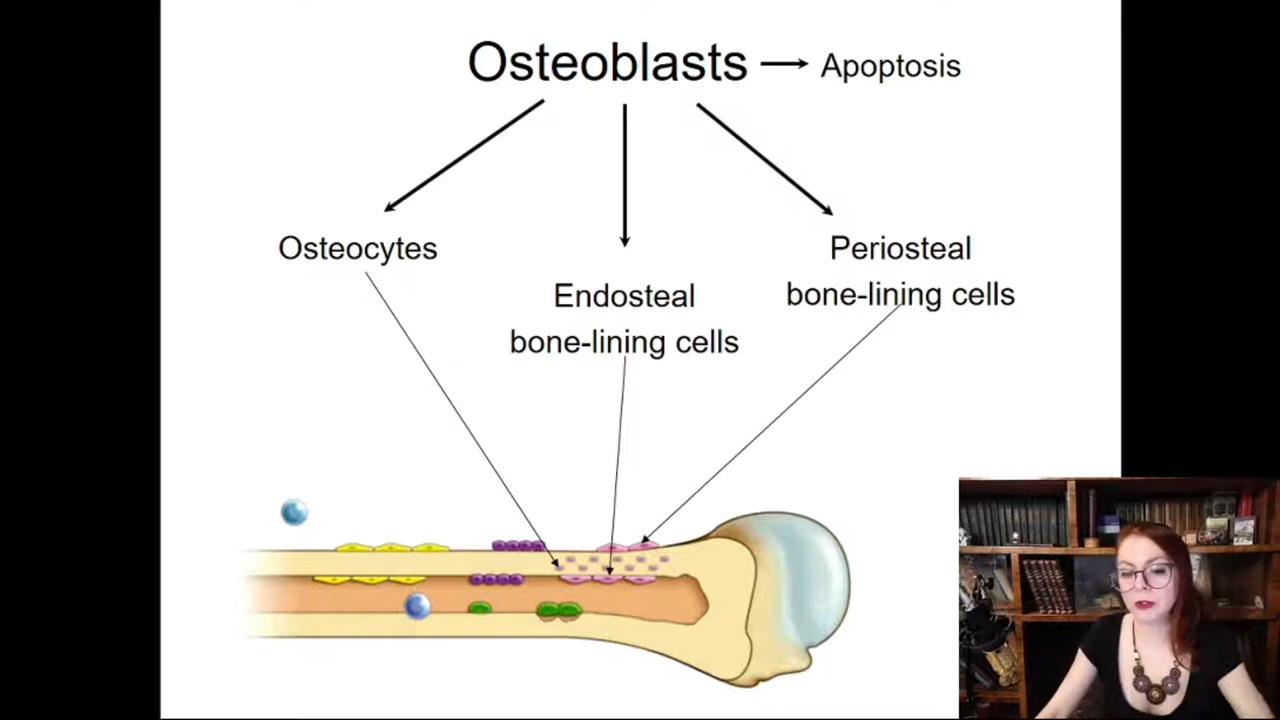 Osteoblasts
Apoptosis
Osteocytes
Endosteal
bone-lining cells
Periosteal
bone-lining cells